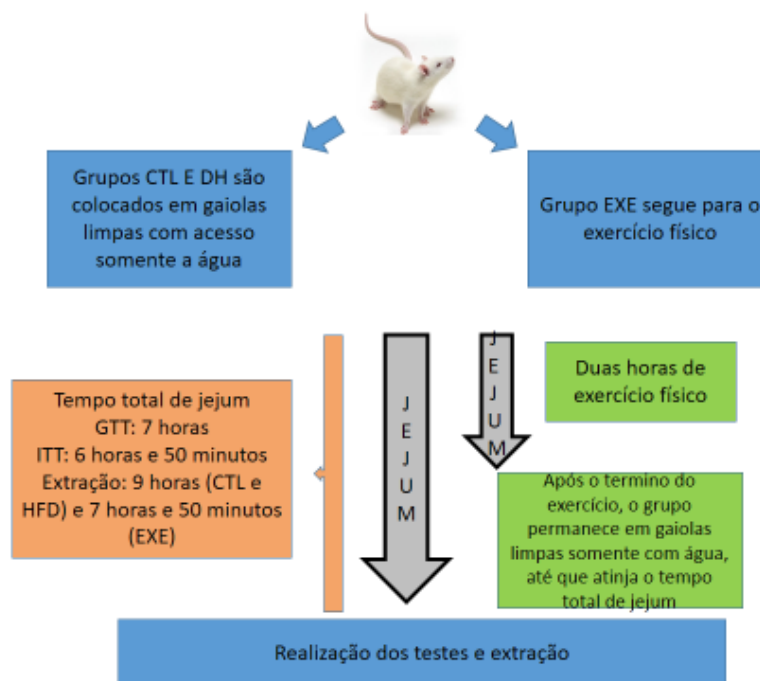 Grupos CTL E DH são
colocados em gaiolas
limpas com acesso
somente a água
Grupo EXE segue para o
exercício físico
Tempo total de jejum
GTT: 7 horas
ITT: 6 horas e 50 minutos
Extração: 9 horas (CTL e
HFD) e 7 horas e 50 minutos
(EXE)
JEJUM
JEJUM
Duas horas de
exercício físico
Após o termino do
exercício, o grupo
permanece em gaiolas
limpas somente com água,
até que atinja o tempo
total de jejum
Realização dos testes e extração